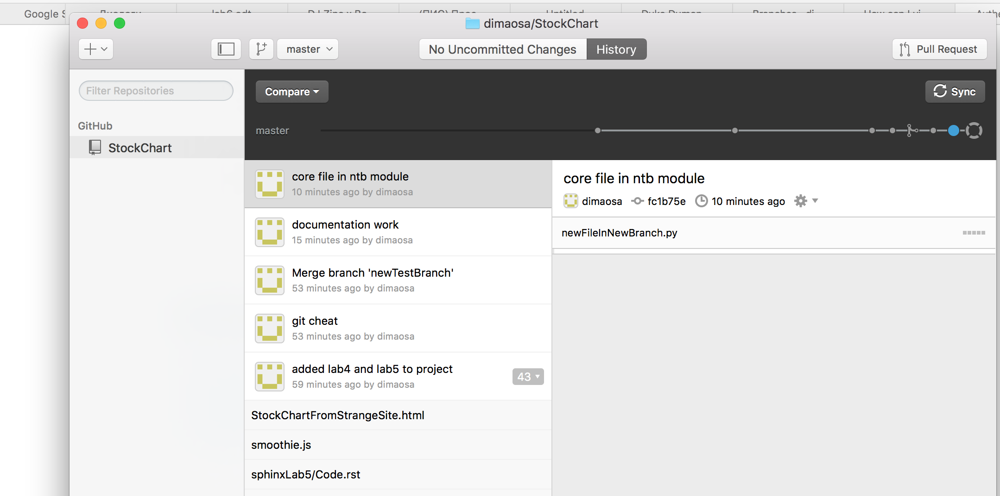 Google S
dimaosa/StockChart
master
No Uncommitted Changes
History
Pull Request
Filter Repositories
GitHub
StockChart
Compare
Sync
master
core file in ntb module
10 minutes ago by dimaosa
documentation work
15 minutes ago by dimaosa
Merge branch 'newTestBranch'
53 minutes ago by dimaosa
git cheat
53 minutes ago by dimaosa
added lab4 and lab5 to project
59 minutes ago by dimaosa
43
StockChartFromStrangeSite.html
smoothie.js
sphinxLab5/Code.rst
core file in ntb module
dimaosa
fc1b75e
10 minutes ago
newFileInNewBranch.py